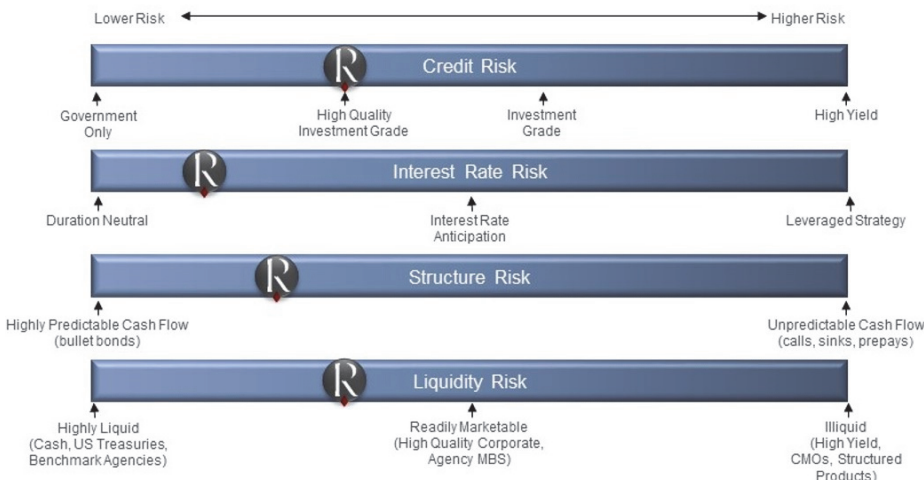 Lower Risk
Higher Risk
R
Credit Risk
Government
Only
High Quality
Investment Grade
Investment
Grade
High Yield
R
Interest Rate Risk
Duration Neutral
Interest Rate
Anticipation
Leveraged Strategy
R
Structure Risk
Highly Predictable Cash Flow
(bullet bonds)
Unpredictable Cash Flow
(calls, sinks, prepays)
R
Liquidity Risk
Highly Liquid
(Cash, US Treasuries,
Benchmark Agencies)
Readily Marketable
(High Quality Corporate,
Agency MBS)
Illiquid
(High Yield,
CMOs, Structured
Products)